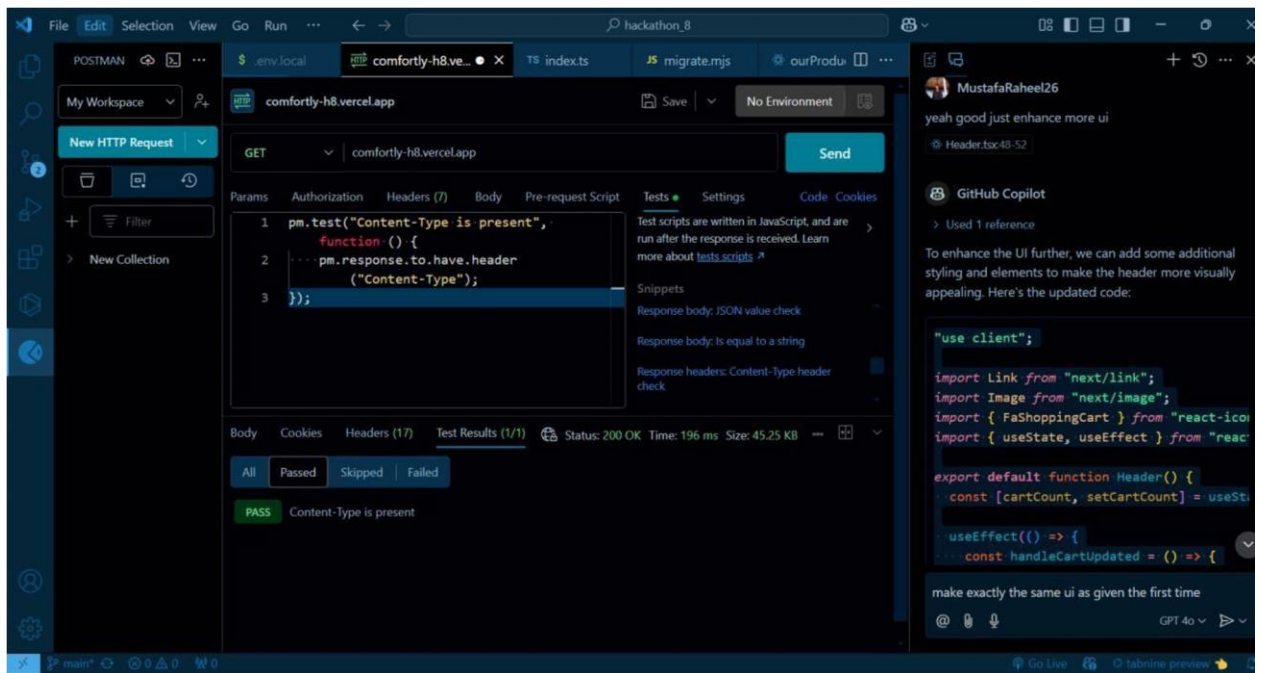 File Edit Selection View Go Run ··· hackathon_8
POSTMAN ···
My Workspace
New HTTP Request
2
Filter
New Collection
$ .env.local
HTTP comfortly-h8.ve...
TS index.ts
JS migrate.mjs
ourProdu
HTTP comfortly-h8.vercel.app
Save
No Environment
GET comfortly-h8.vercel.app
Send
Params Authorization Headers (7) Body Pre-request Script Tests Settings Code Cookies
1 pm.test("Content-Type is present",
function () {
2 pm.response.to.have.header
("Content-Type");
3 });
Test scripts are written in JavaScript, and are
run after the response is received. Learn
more about tests scripts
Snippets
Response body: JSON value check
Response body: Is equal to a string
Response headers: Content-Type header
check
Body Cookies Headers (17) Test Results (1/1) Status: 200 OK Time: 196 ms Size: 45.25 KB
All Passed Skipped Failed
PASS Content-Type is present
MustafaRaheel26
yeah good just enhance more ui
Header.tsx:48-52
GitHub Copilot
Used 1 reference
To enhance the UI further, we can add some additional
styling and elements to make the header more visually
appealing. Here's the updated code:
"use client";
import Link from "next/link";
import Image from "next/image";
import { FaShoppingCart } from "react-ico
import { useState, useEffect } from "reac
export default function Header() {
const [cartCount, setCartCount] = useSt
useEffect(() => {
const handleCartUpdated = () => {
make exactly the same ui as given the first time
@ GPT 4o
main* 0 0 0 Go Live tabnine preview